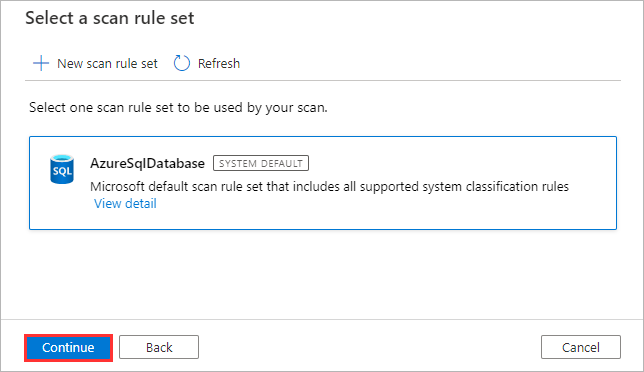 Select a scan rule set
New scan rule set Refresh
Select one scan rule set to be used by your scan.
AzureSqlDatabase SYSTEM DEFAULT
SQL
Microsoft default scan rule set that includes all supported system classification rules
View detail
Continue Back Cancel